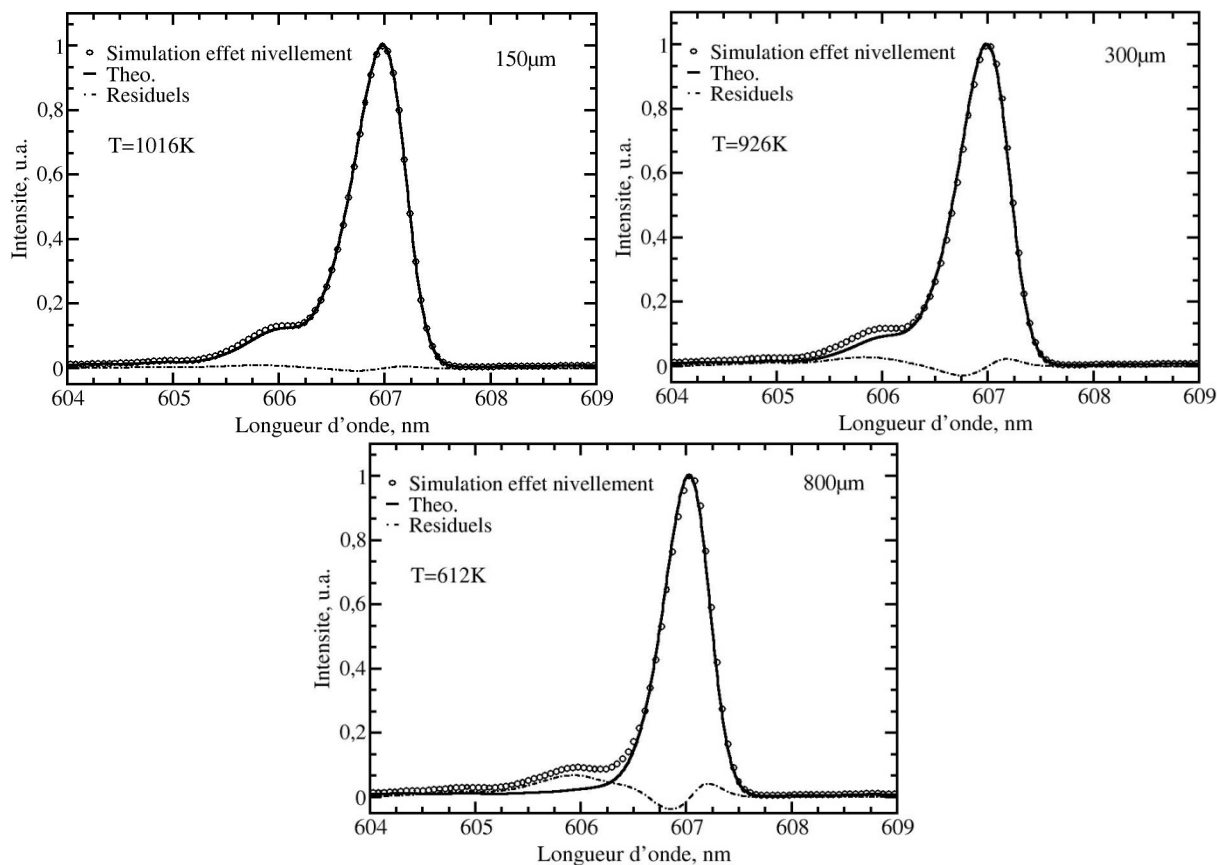 1
Simulation effet nivellement
150µm
Theo.
0,8
Residuels
T=1016K
0,6
Intensite, u.a.
0,4
0,2
0
604 605 606 607 608 609
Longueur d'onde, nm
1
Simulation effet nivellement
300µm
Theo.
0,8
Residuels
T=926K
0,6
Intensite, u.a.
0,4
0,2
0
604 605 606 607 608 609
Longueur d'onde, nm
1
Simulation effet nivellement
800µm
Theo.
Residuels
0,8
T=612K
0,6
Intensite, u.a.
0,4
0,2
0
604 605 606 607 608 609
Longueur d'onde, nm